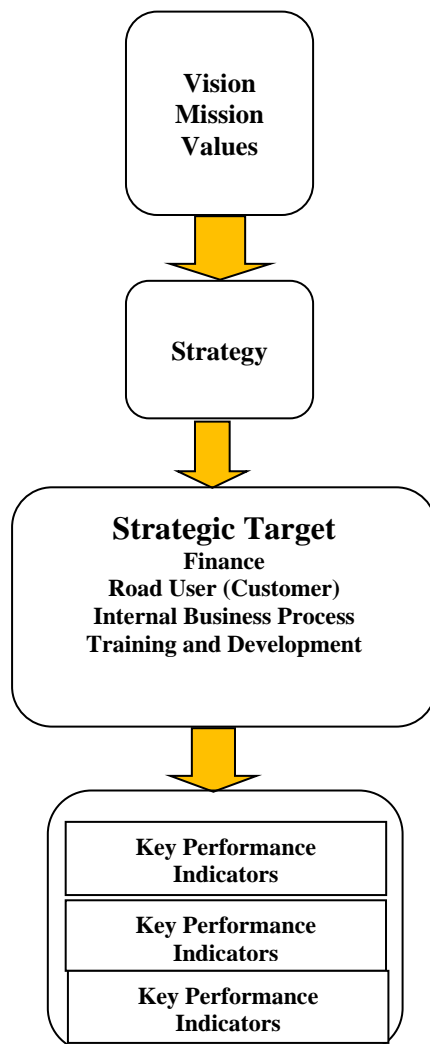 Vision
Mission
Values
Strategy
Strategic Target
Finance
Road User (Customer)
Internal Business Process
Training and Development
Key Performance
Indicators
Key Performance
Indicators
Key Performance
Indicators